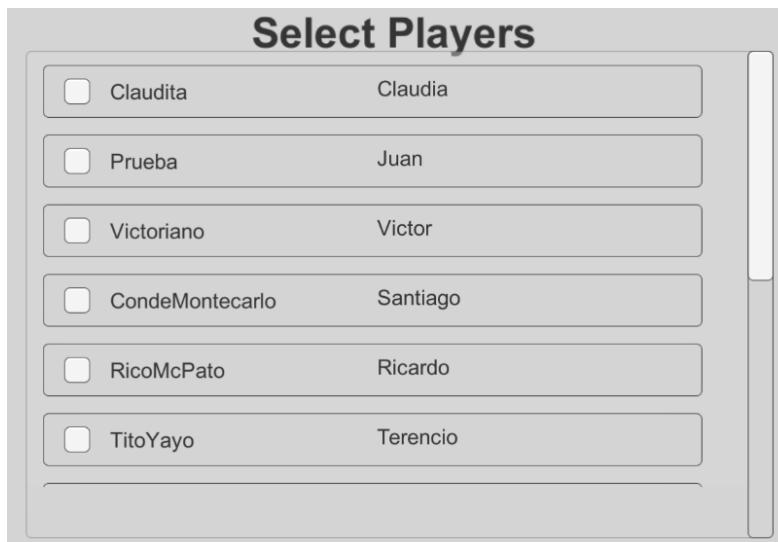 Select Players
Claudita Claudia
Prueba Juan
Victoriano Victor
CondeMontecarlo Santiago
RicoMcPato Ricardo
TitoYayo Terencio